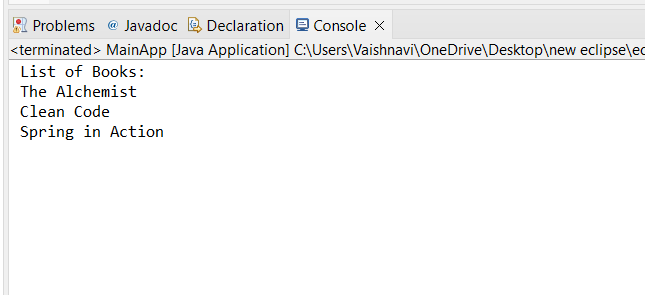 Problems @ Javadoc Declaration Console
<terminated> MainApp [Java Application] C:\Users\Vaishnavi\OneDrive\Desktop\new eclipse\ec
List of Books:
The Alchemist
Clean Code
Spring in Action